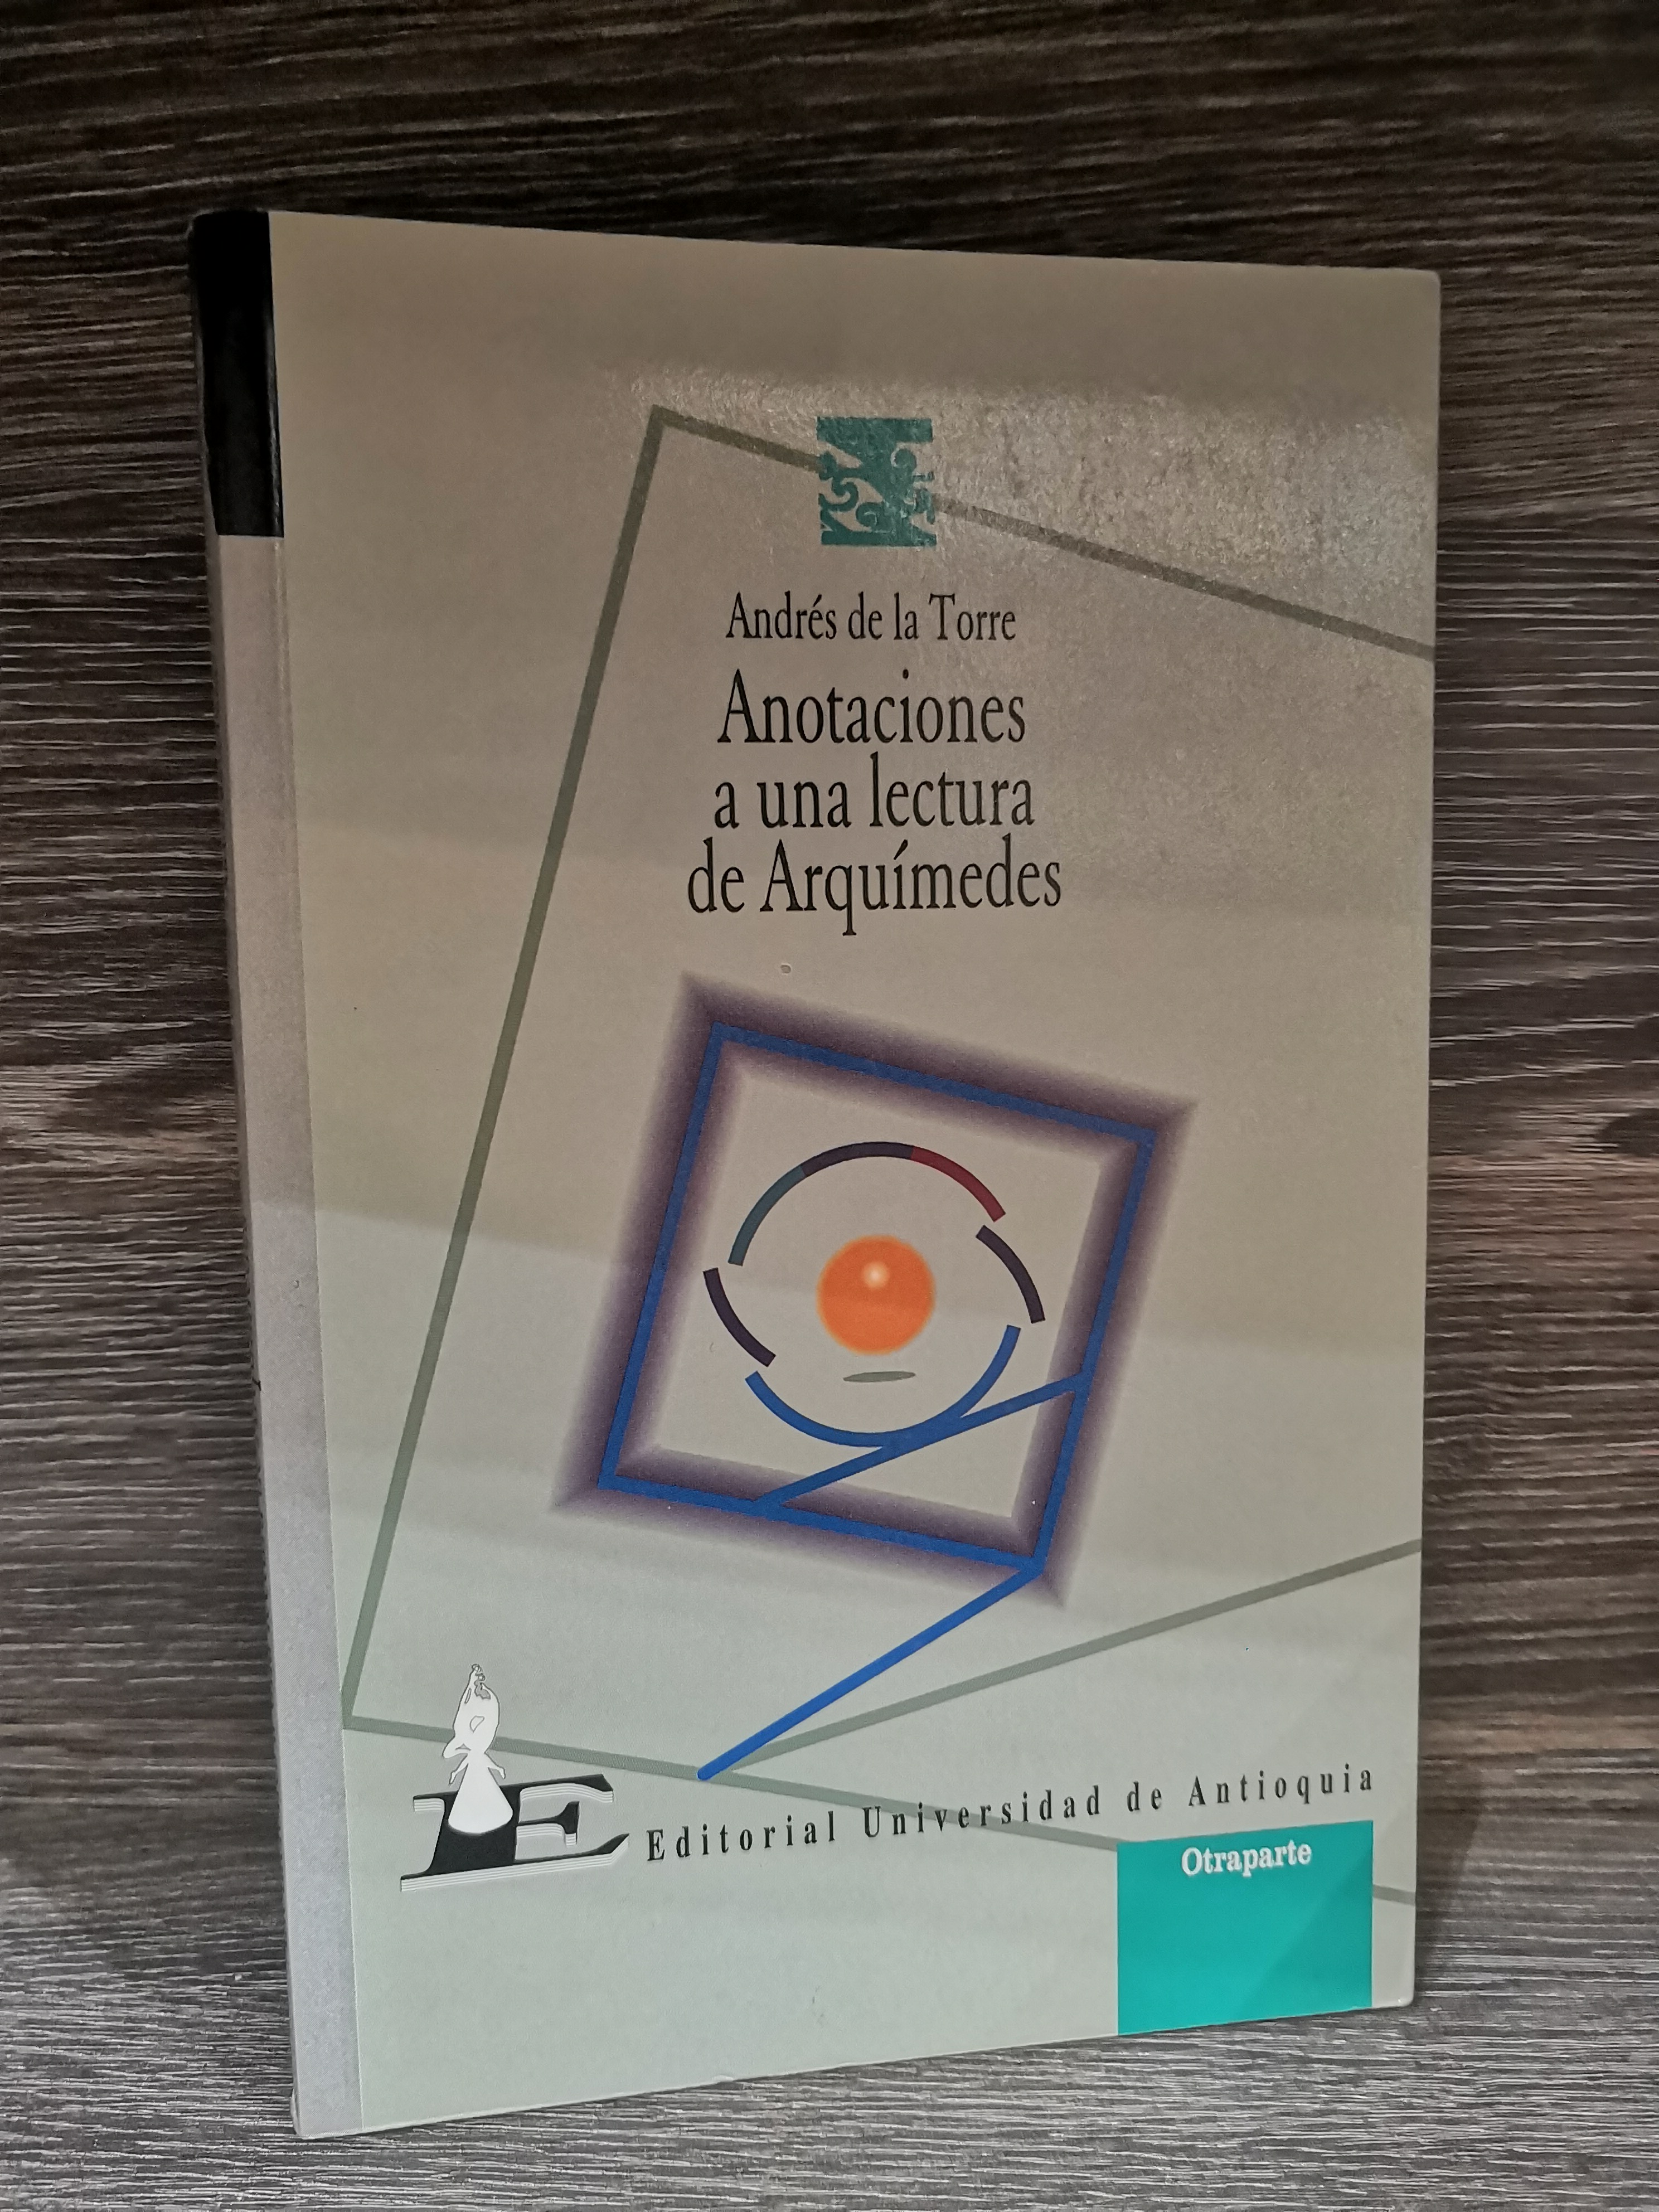 Andrés de la Torre
Anotaciones
a una lectura
de Arquímedes
E
Editorial Universidad de Antioquia
Otraparte